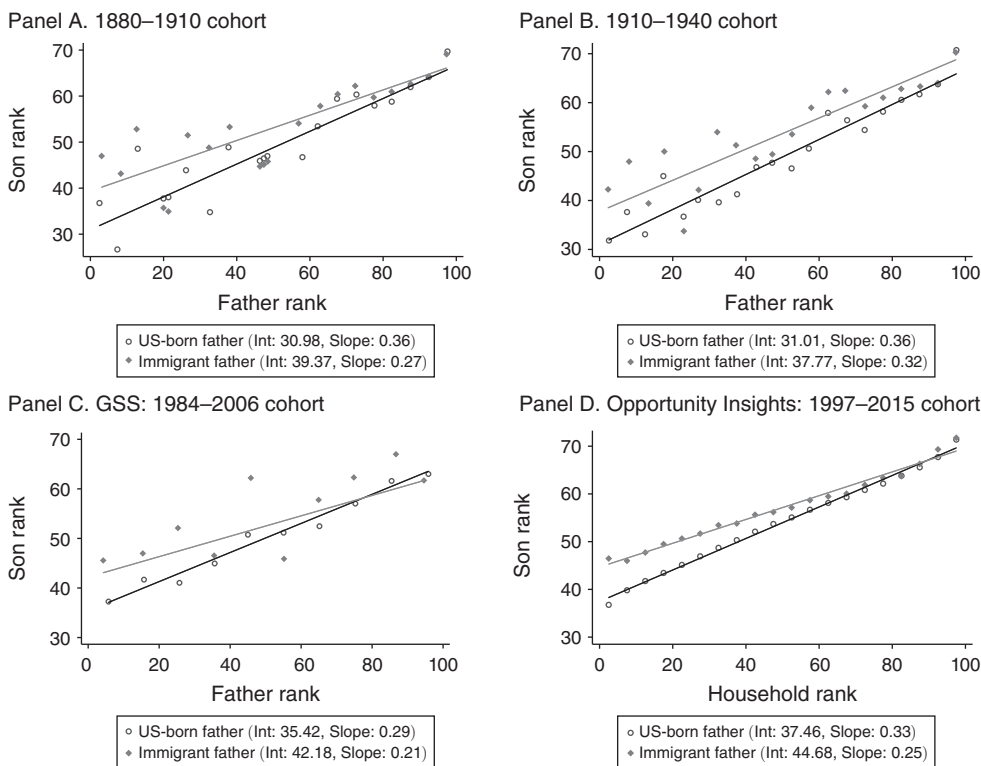 Panel A. 1880–1910 cohort
70
60
50
40
30
0 20 40 60 80 100
Son rank
Father rank
US-born father (Int: 30.98, Slope: 0.36)
Immigrant father (Int: 39.37, Slope: 0.27)
Panel B. 1910–1940 cohort
70
60
50
40
30
0 20 40 60 80 100
Son rank
Father rank
US-born father (Int: 31.01, Slope: 0.36)
Immigrant father (Int: 37.77, Slope: 0.32)
Panel C. GSS: 1984–2006 cohort
70
60
50
40
30
0 20 40 60 80 100
Son rank
Father rank
US-born father (Int: 35.42, Slope: 0.29)
Immigrant father (Int: 42.18, Slope: 0.21)
Panel D. Opportunity Insights: 1997–2015 cohort
70
60
50
40
30
0 20 40 60 80 100
Son rank
Household rank
US-born father (Int: 37.46, Slope: 0.33)
Immigrant father (Int: 44.68, Slope: 0.25)